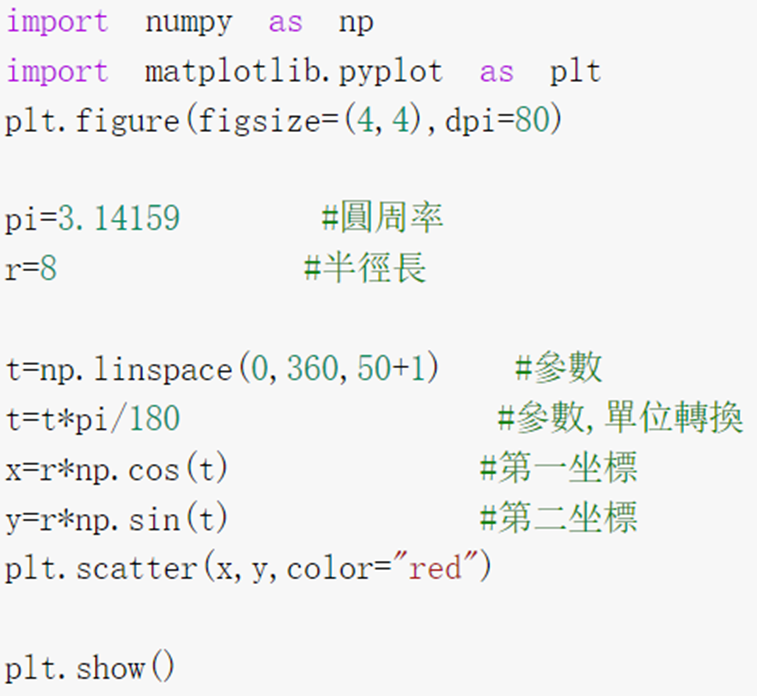 import numpy as np
import matplotlib.pyplot as plt
plt.figure(figsize=(4,4),dpi=80)
pi=3.14159 #圓周率
r=8 #半徑長
t=np.linspace(0,360,50+1) #參數
t=t*pi/180 #參數,單位轉換
x=r*np.cos(t) #第一坐標
y=r*np.sin(t) #第二坐標
plt.scatter(x,y,color="red")
plt.show()